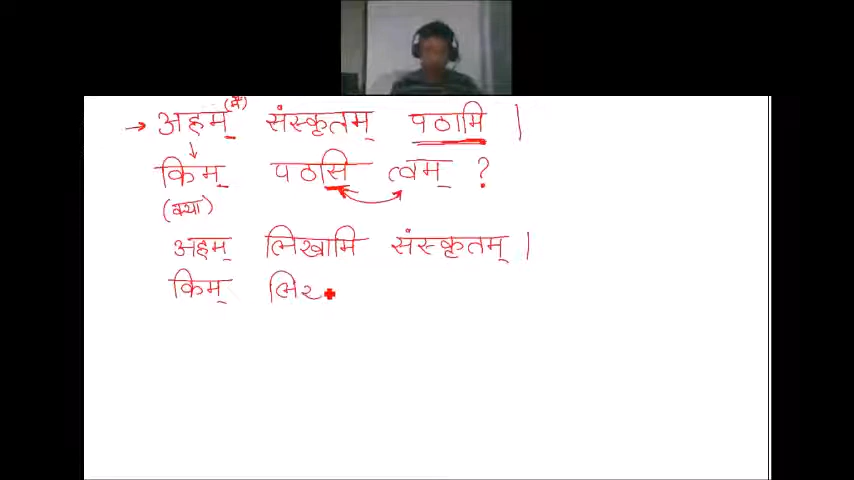 (मैं)
→ अहम् संस्कृतम् पठामि |
किम् पठसि त्वम् ?
(क्या)
अहम् लिखामि संस्कृतम् |
किम् लिर